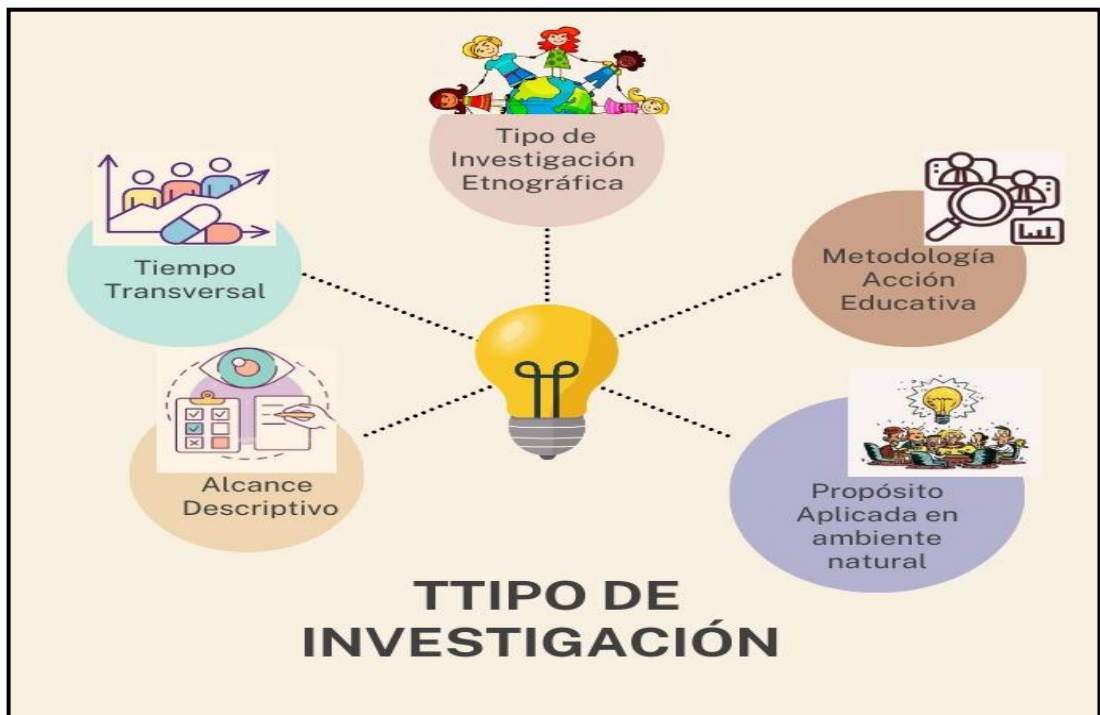 Tipo de
Investigación
Etnográfica
Tiempo
Transversal
Metodología
Acción
Educativa
Alcance
Descriptivo
Propósito
Aplicada en
ambiente
natural
TTIPO DE
INVESTIGACIÓN